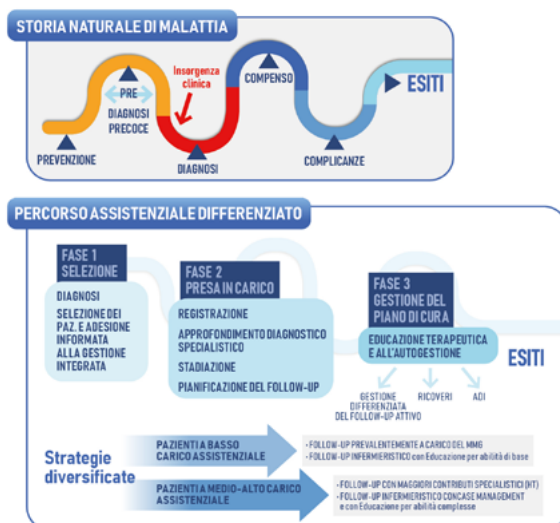 STORIA NATURALE DI MALATTIA
Insorgenza
clinica
PRE
DIAGNOSI
PRECOCE
COMPENSO
ESITI
PREVENZIONE
DIAGNOSI
COMPLICANZE
PERCORSO ASSISTENZIALE DIFFERENZIATO
FASE 1
SELEZIONE
DIAGNOSI
SELEZIONE DEI
PAZ. E ADESIONE
INFORMATA
ALLA GESTIONE
INTEGRATA
FASE 2
PRESA IN CARICO
REGISTRAZIONE
APPROFONDIMENTO DIAGNOSTICO
SPECIALISTICO
STADIAZIONE
PIANIFICAZIONE DEL FOLLOW-UP
FASE 3
GESTIONE DEL
PIANO DI CURA
EDUCAZIONE TERAPEUTICA
E ALL'AUTOGESTIONE
ESITI
GESTIONE
DIFFERENZIATA
DEL FOLLOW-UP ATTIVO
RICOVERI
ADI
Strategie
diversificate
PAZIENTI A BASSO
CARICO ASSISTENZIALE
• FOLLOW-UP PREVALENTEMENTE A CARICO DEL MMG
• FOLLOW-UP INFERMIERISTICO con Educazione per abilità di base
PAZIENTI A MEDIO-ALTO CARICO
ASSISTENZIALE
• FOLLOW-UP CON MAGGIORI CONTRIBUTI SPECIALISTICI (HT)
• FOLLOW-UP INFERMIERISTICO CONCASE MANAGEMENT
e con Educazione per abilità complesse